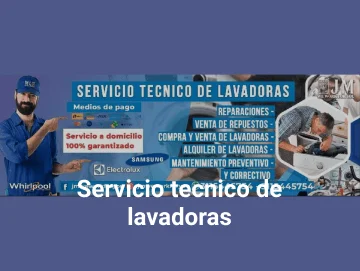 SERVICIO TECNICO DE LAVADORAS
Medios de pago
Servicio a domicilio
100% garantizado
REPARACIONES -
VENTA DE REPUESTOS -
COMPRA Y VENTA DE LAVADORAS -
ALQUILER DE LAVADORAS -
MANTENIMIENTO PREVENTIVO -
Y CORRECTIVO
SAMSUNG
Electrolux
Whirlpool
JM
Servicio tecnico de
lavadoras